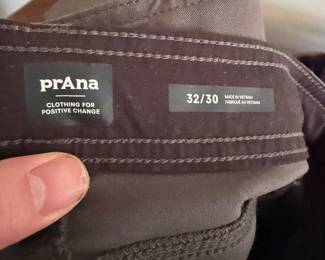 prAna
CLOTHING FOR
POSITIVE CHANGE
32/30
MADE IN VIETNAM
FABRIQUÉ AU VIETNAM